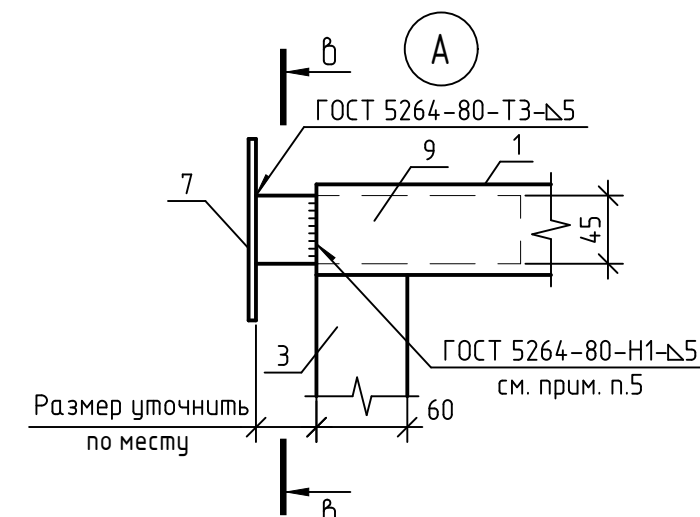 В
А
ГОСТ 5264-80-Т3-⊿5
9
1
7
45
3
ГОСТ 5264-80-Н1-⊿5
см. прим. п.5
Размер уточнить
по месту
60
В